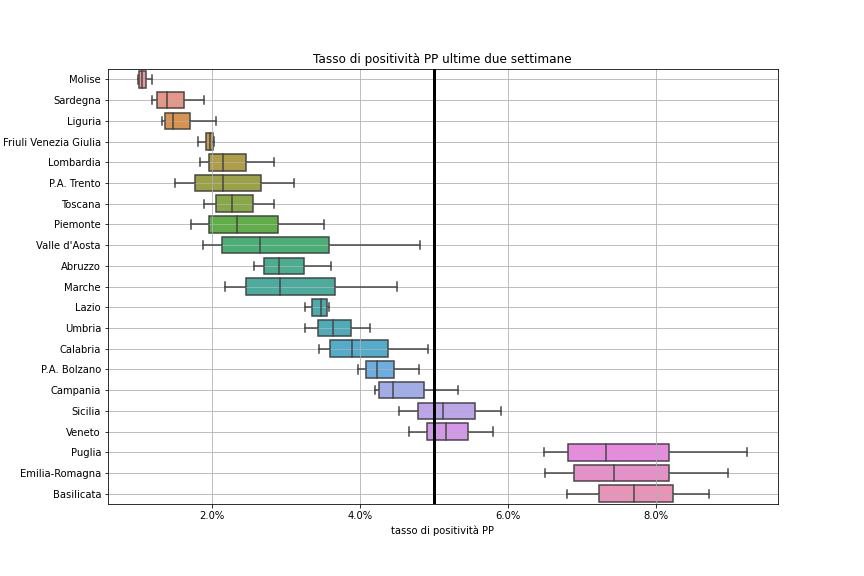 Tasso di positività PP ultime due settimane
Molise
Sardegna
Liguria
Friuli Venezia Giulia
Lombardia
P.A. Trento
Toscana
Piemonte
Valle d'Aosta
Abruzzo
Marche
Lazio
Umbria
Calabria
P.A. Bolzano
Campania
Sicilia
Veneto
Puglia
Emilia-Romagna
Basilicata
2.0% 4.0% 6.0% 8.0%
tasso di positività PP